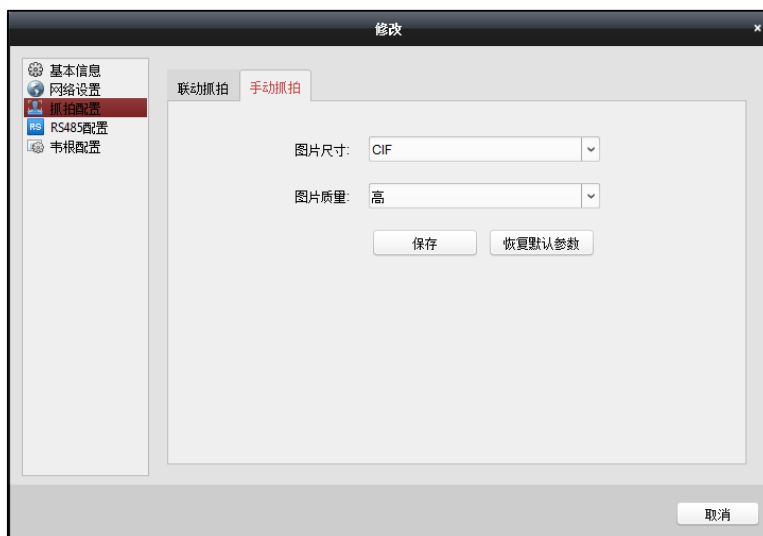 修改
×
基本信息
网络设置
抓拍配置
RS RS485配置
韦根配置
联动抓拍 手动抓拍
图片尺寸: CIF
图片质量: 高
保存 恢复默认参数
取消